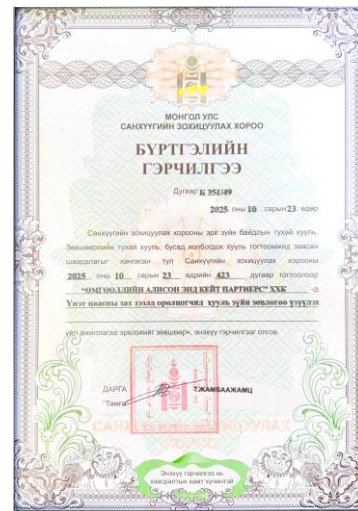 МОНГОЛ УЛС
САНХҮҮГИЙН ЗОХИЦУУЛАХ ХОРОО
БҮРТГЭЛИЙН
ГЭРЧИЛГЭЭ
Дугаар Б 351/49
2025 оны 10 . сарын 23. өдөр
Санхүүгийн зохицуулах хорооны эрх зүйн байдлын тухай хууль,
Зөвшөөрлийн тухай хууль, бусад холбогдох хууль тогтоомжид заасан
шаардлагыг хангасан тул Санхүүгийн зохицуулах хорооны
2025 оны 10 сарын 23 өдрийн 423 дугаар тогтоолоор
"ӨМГӨӨЛЛИЙН АЛИСОН ЭНД КЕЙТ ПАРТНЕРС" ХХК -д
Үнэт цаасны зах зээлд оролцогчид хууль зүйн зөвлөгөө үзүүлэх
үйл ажиллагаа эрхлэхийг зөвшөөрч, энэхүү гэрчилгээг олгов.
ДАРГА Т.ЖАМБААЖАМЦ
/Тамга/
Энэхүү гэрчилгээ нь
хавсралтын хамт хүчинтэй